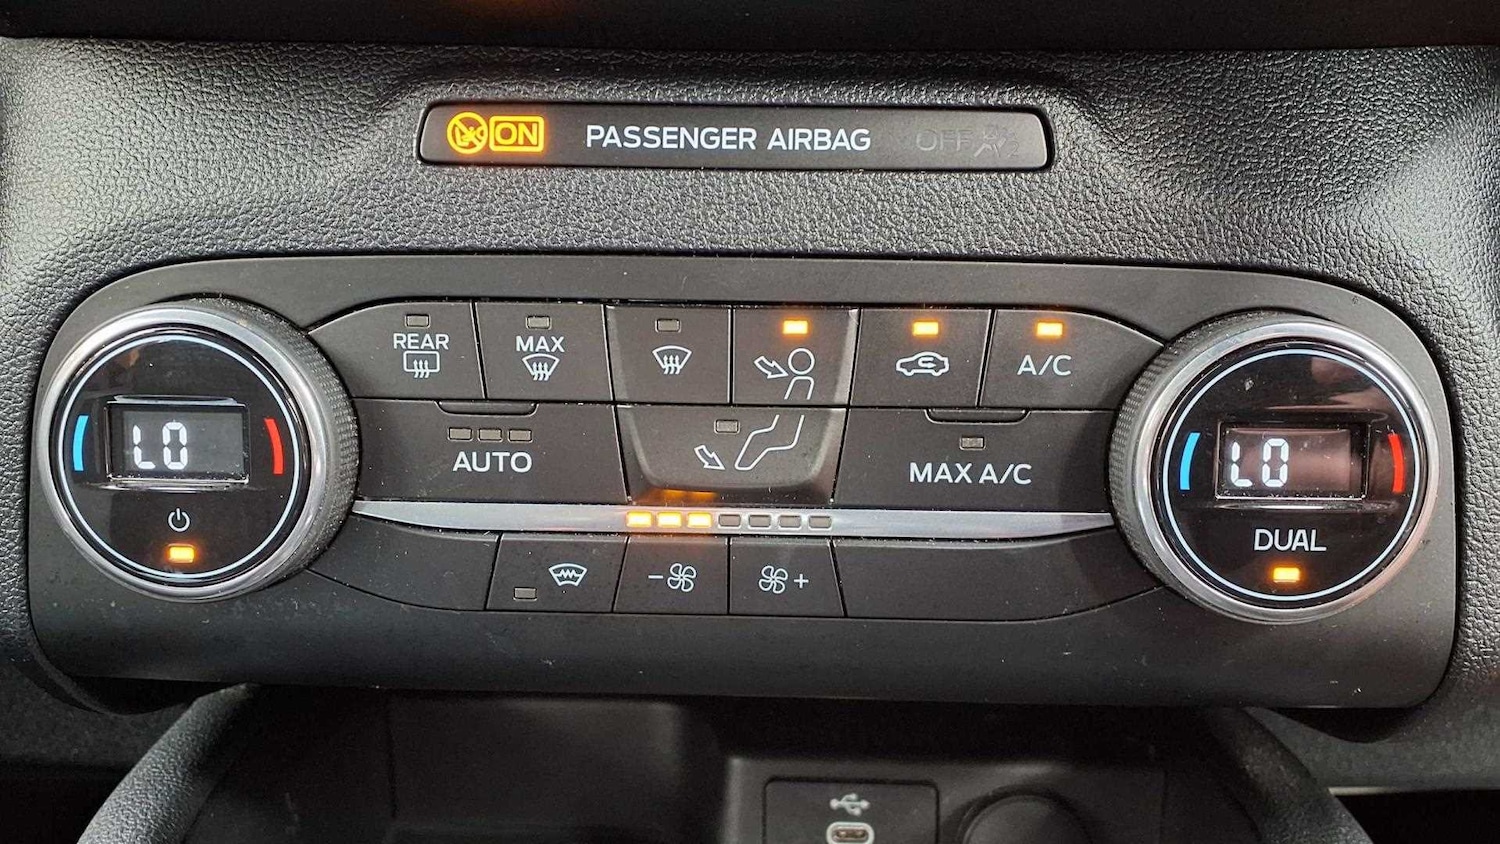 ON PASSENGER AIRBAG OFF
REAR
MAX
A/C
LO
AUTO
MAX A/C
LO
DUAL
- +